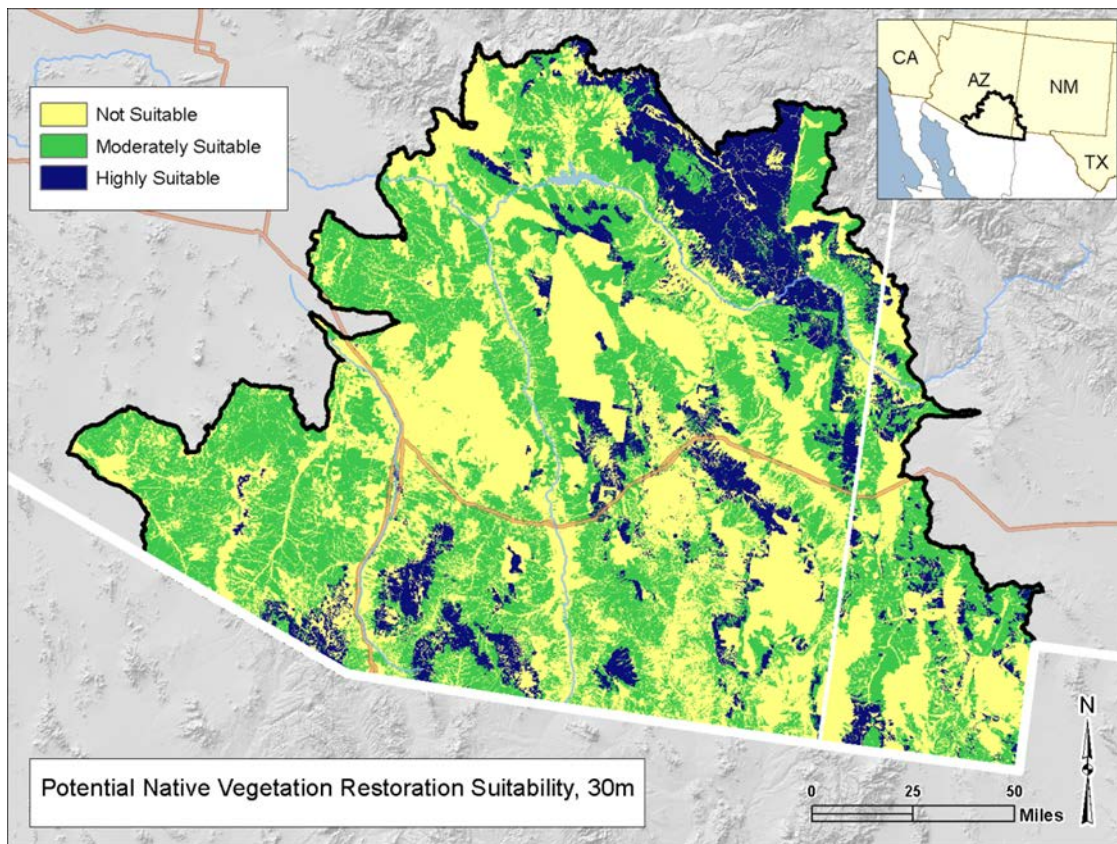 CA
AZ
NM
TX
Not Suitable
Moderately Suitable
Highly Suitable
Potential Native Vegetation Restoration Suitability, 30m
N
0 25 50
Miles